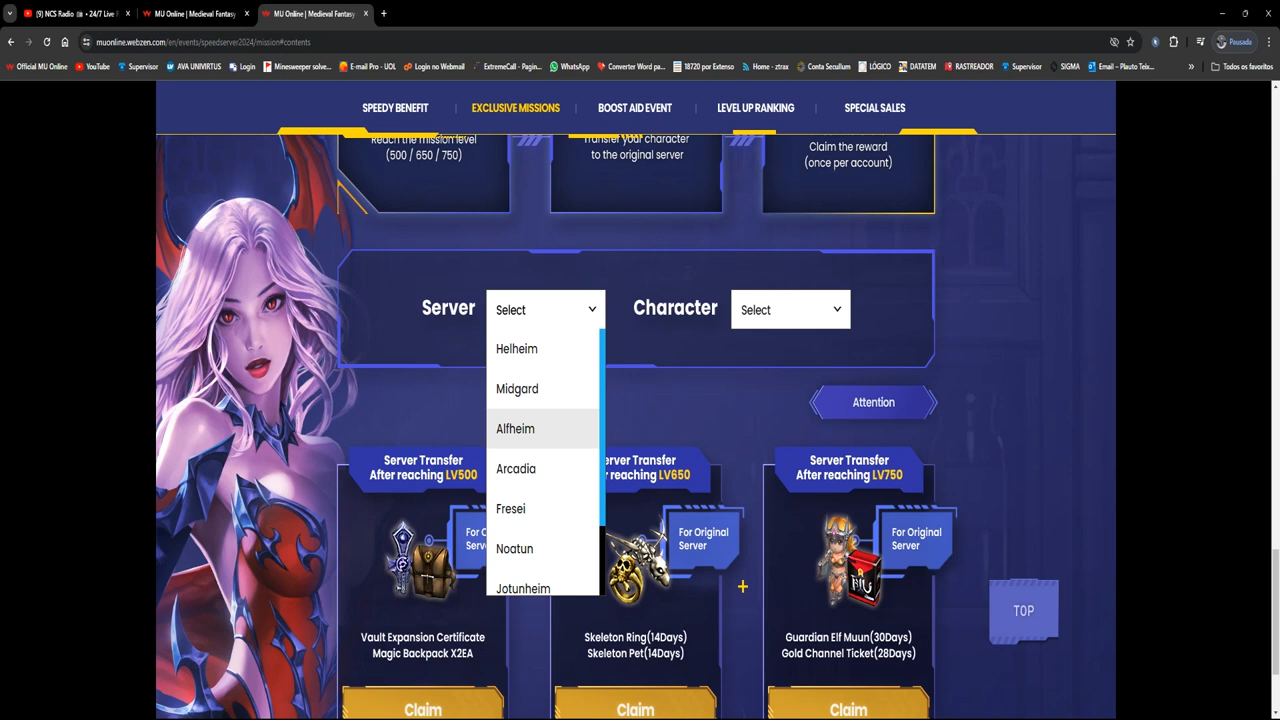 [9] NCS Radio
• 24/7 Live
MU Online | Medieval Fantasy
MU Online | Medieval Fantasy
muonline.webzen.com/en/events/speedserver2024/mission#contents
Pausada
Official MU Online
YouTube
Supervisor
AVA UNIVIRTUS
Login
Minesweeper solve...
E-mail Pro - UOL
Login no Webmail
ExtremeCall - Pagin...
WhatsApp
Converter Word pa...
18720 por Extenso
Home - ztrax
Conta Secullum
LÓGICO
DATATEM
RASTREADOR
Supervisor
SIGMA
Email – Plauto Teix...
Todos os favoritos
SPEEDY BENEFIT
EXCLUSIVE MISSIONS
BOOST AID EVENT
LEVEL UP RANKING
SPECIAL SALES
Reach the mission level
(500 / 650 / 750)
Transfer your character
to the original server
Claim the reward
(once per account)
Server
Select
Character
Select
Helheim
Midgard
Alfheim
Arcadia
Fresei
Noatun
Jotunheim
Attention
Server Transfer
After reaching LV500
erver Transfer
er reaching LV650
Server Transfer
After reaching LV750
For O
Serv
For Original
Server
For Original
Server
Vault Expansion Certificate
Magic Backpack X2EA
Skeleton Ring(14Days)
Skeleton Pet(14Days)
Guardian Elf Muun(30Days)
Gold Channel Ticket(28Days)
TOP
Claim
Claim
Claim